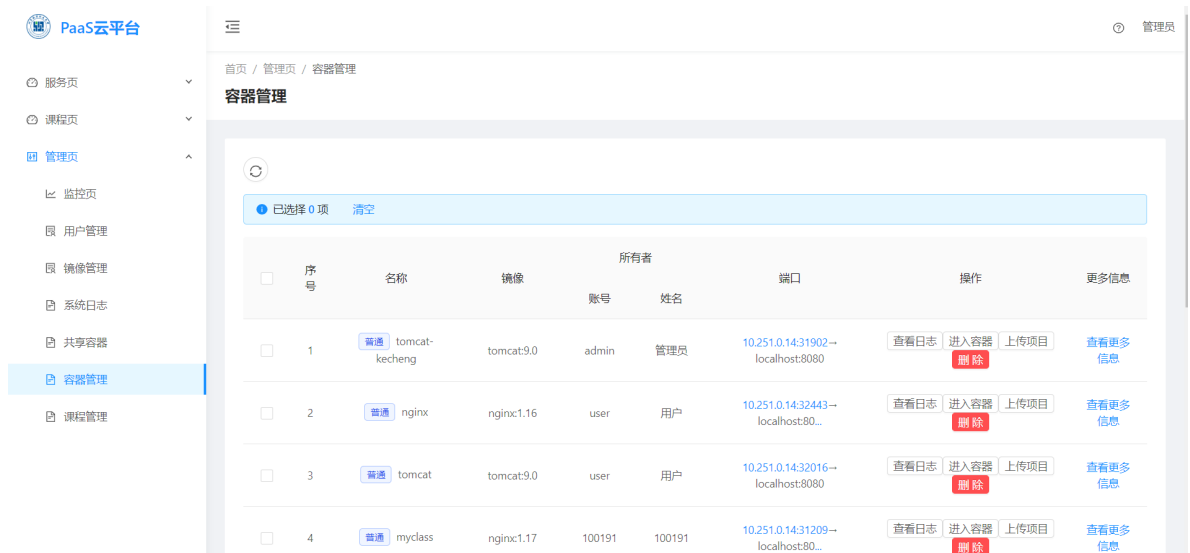 PaaS云平台
管理员
服务页
课程页
管理页
监控页
用户管理
镜像管理
系统日志
共享容器
容器管理
课程管理
首页 / 管理页 / 容器管理
容器管理
已选择 0 项 清空
序号 名称 镜像 所有者 端口 操作 更多信息
账号 姓名
1 普通 tomcat- tomcat:9.0 admin 管理员 10.251.0.14:31902→ 查看日志 进入容器 上传项目 查看更多
kecheng localhost:8080 删 除 信息
2 普通 nginx nginx:1.16 user 用户 10.251.0.14:32443→ 查看日志 进入容器 上传项目 查看更多
localhost:80... 删 除 信息
3 普通 tomcat tomcat:9.0 user 用户 10.251.0.14:32016→ 查看日志 进入容器 上传项目 查看更多
localhost:8080 删 除 信息
4 普通 myclass nginx:1.17 100191 100191 10.251.0.14:31209→ 查看日志 进入容器 上传项目 查看更多
localhost:80... 删 除 信息